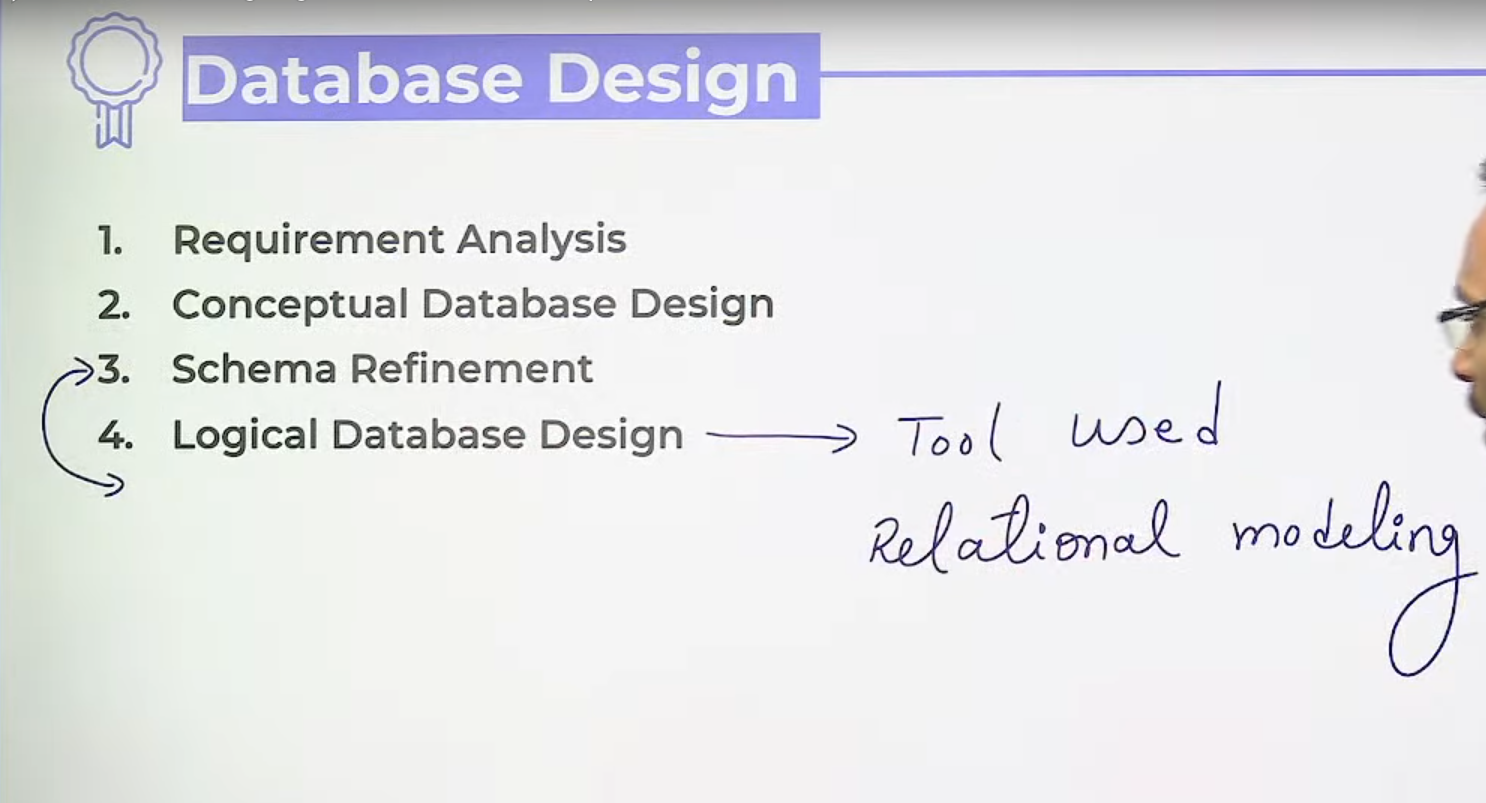 Database Design
1. Requirement Analysis
2. Conceptual Database Design
3. Schema Refinement
4. Logical Database Design → Tool used
Relational modeling